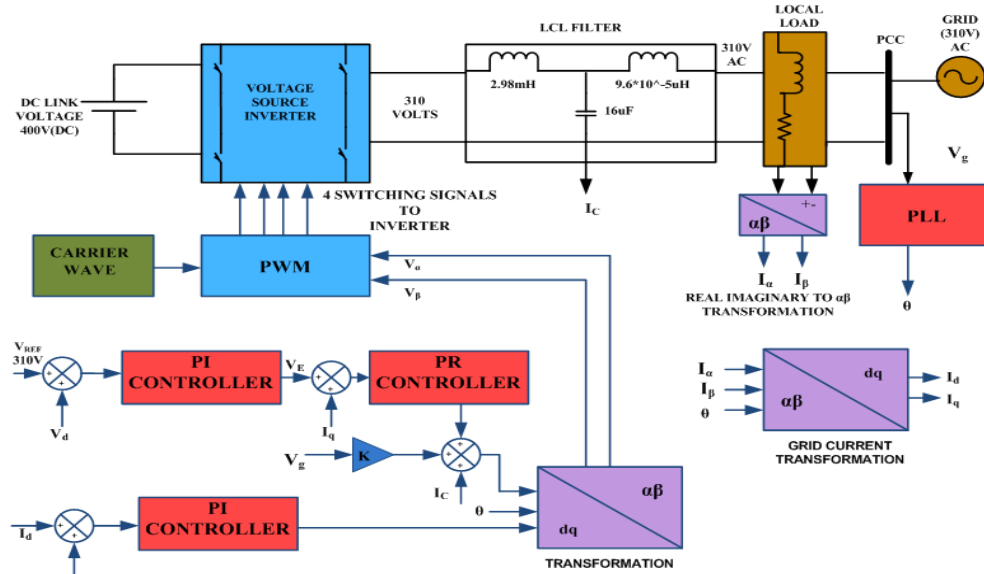 LCL FILTER
LOCAL
LOAD
GRID
(310V)
AC
PCC
310V
AC
VOLTAGE
SOURCE
INVERTER
2.98mH
9.6*10^-5uH
DC LINK
VOLTAGE
400V(DC)
310
VOLTS
16uF
Vg
IC
4 SWITCHING SIGNALS
TO
INVERTER
+-
αβ
PLL
CARRIER
WAVE
PWM
Vα
Vβ
Iα
Iβ
REAL IMAGINARY TO αβ
TRANSFORMATION
θ
VREF
310V
+
+
Vd
PI
CONTROLLER
VE
+
+
Iq
PR
CONTROLLER
Iα
Iβ
θ
dq
αβ
Id
Iq
GRID CURRENT
TRANSFORMATION
Vg
K
+
+
+
IC
θ
αβ
dq
TRANSFORMATION
Id
+
+
PI
CONTROLLER